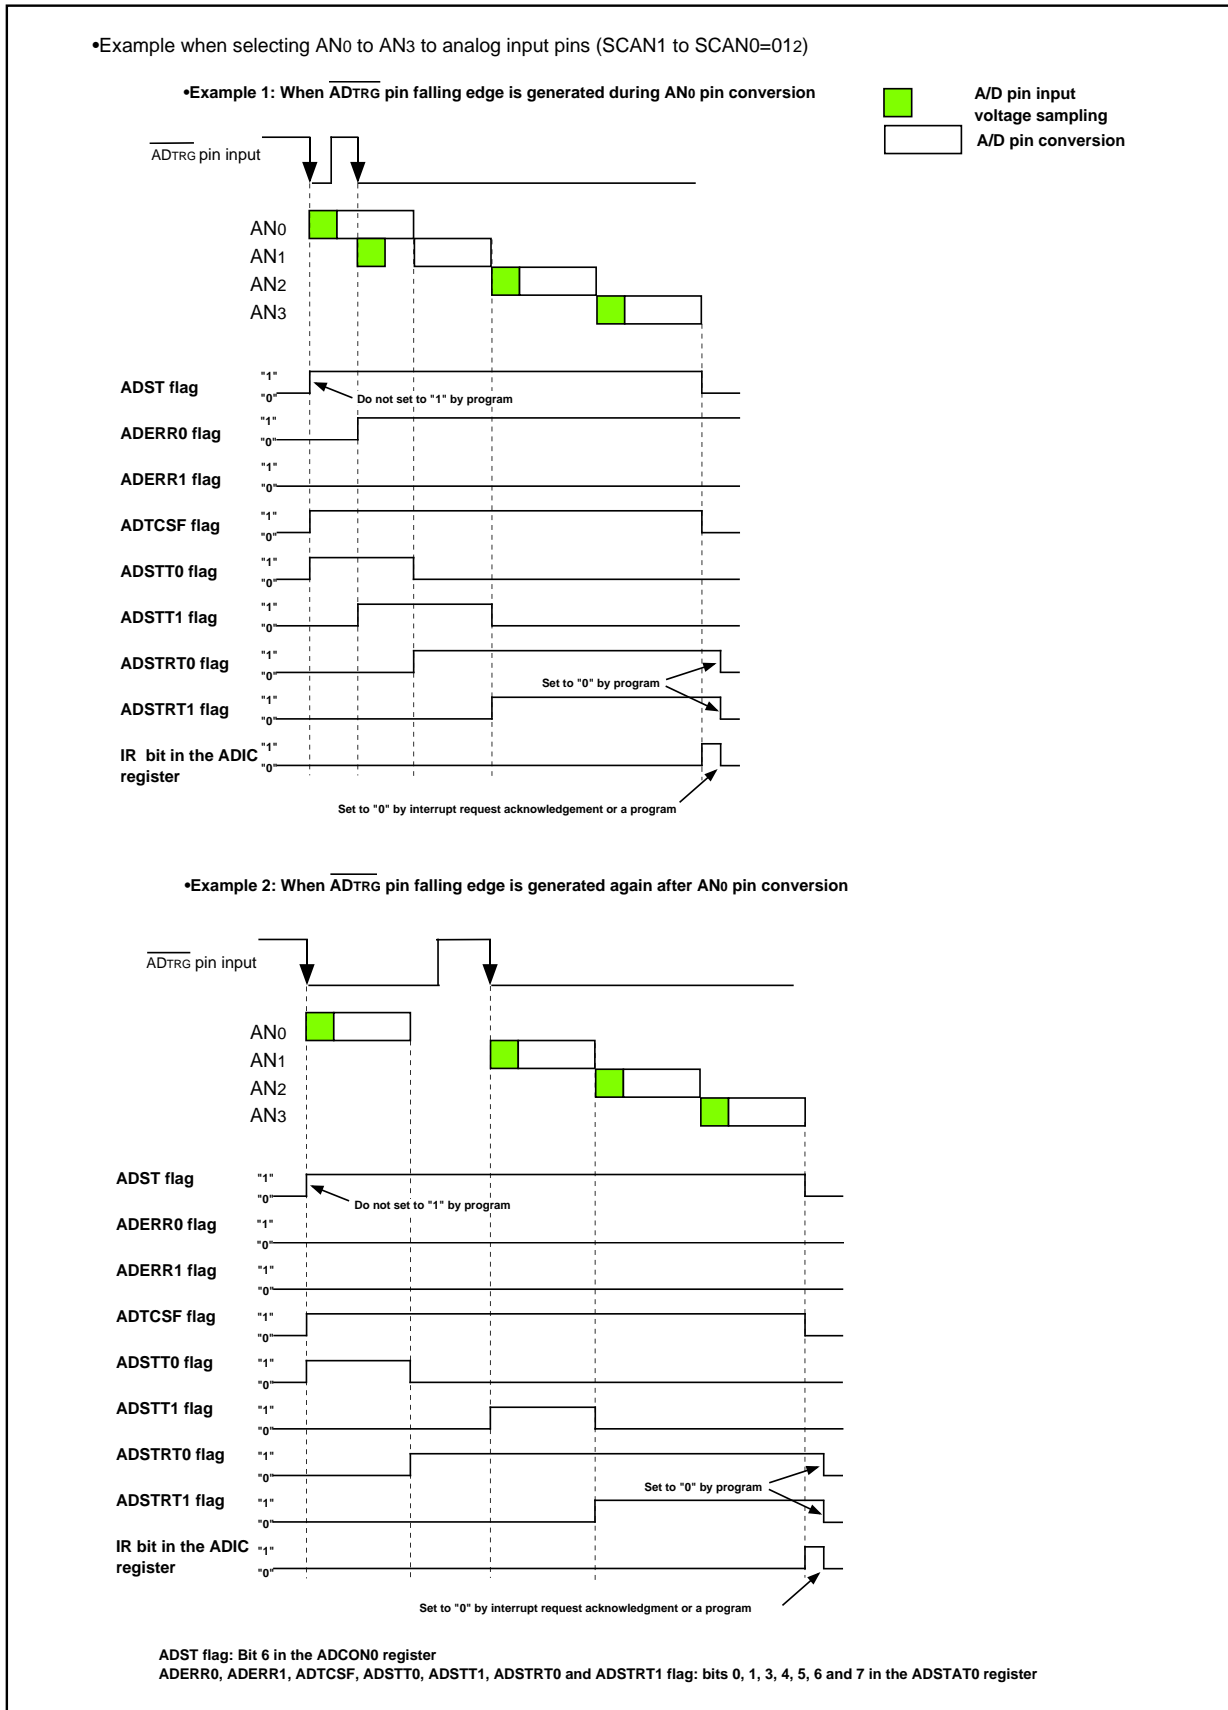 •Example when selecting AN0 to AN3 to analog input pins (SCAN1 to SCAN0=012)
•Example 1: When ADTRG pin falling edge is generated during AN0 pin conversion
A/D pin input
voltage sampling
A/D pin conversion
ADTRG pin input
AN0
AN1
AN2
AN3
ADST flag
"1"
"0"
Do not set to "1" by program
ADERR0 flag
"1"
"0"
ADERR1 flag
"1"
"0"
ADTCSF flag
"1"
"0"
ADSTT0 flag
"1"
"0"
ADSTT1 flag
"1"
"0"
ADSTRT0 flag
"1"
"0"
Set to "0" by program
ADSTRT1 flag
"1"
"0"
IR bit in the ADIC
register
"1"
"0"
Set to "0" by interrupt request acknowledgement or a program
•Example 2: When ADTRG pin falling edge is generated again after AN0 pin conversion
ADTRG pin input
AN0
AN1
AN2
AN3
ADST flag
"1"
"0"
Do not set to "1" by program
ADERR0 flag
"1"
"0"
ADERR1 flag
"1"
"0"
ADTCSF flag
"1"
"0"
ADSTT0 flag
"1"
"0"
ADSTT1 flag
"1"
"0"
ADSTRT0 flag
"1"
"0"
Set to "0" by program
ADSTRT1 flag
"1"
"0"
IR bit in the ADIC
register
"1"
"0"
Set to "0" by interrupt request acknowledgment or a program
ADST flag: Bit 6 in the ADCON0 register
ADERR0, ADERR1, ADTCSF, ADSTT0, ADSTT1, ADSTRT0 and ADSTRT1 flag: bits 0, 1, 3, 4, 5, 6 and 7 in the ADSTAT0 register